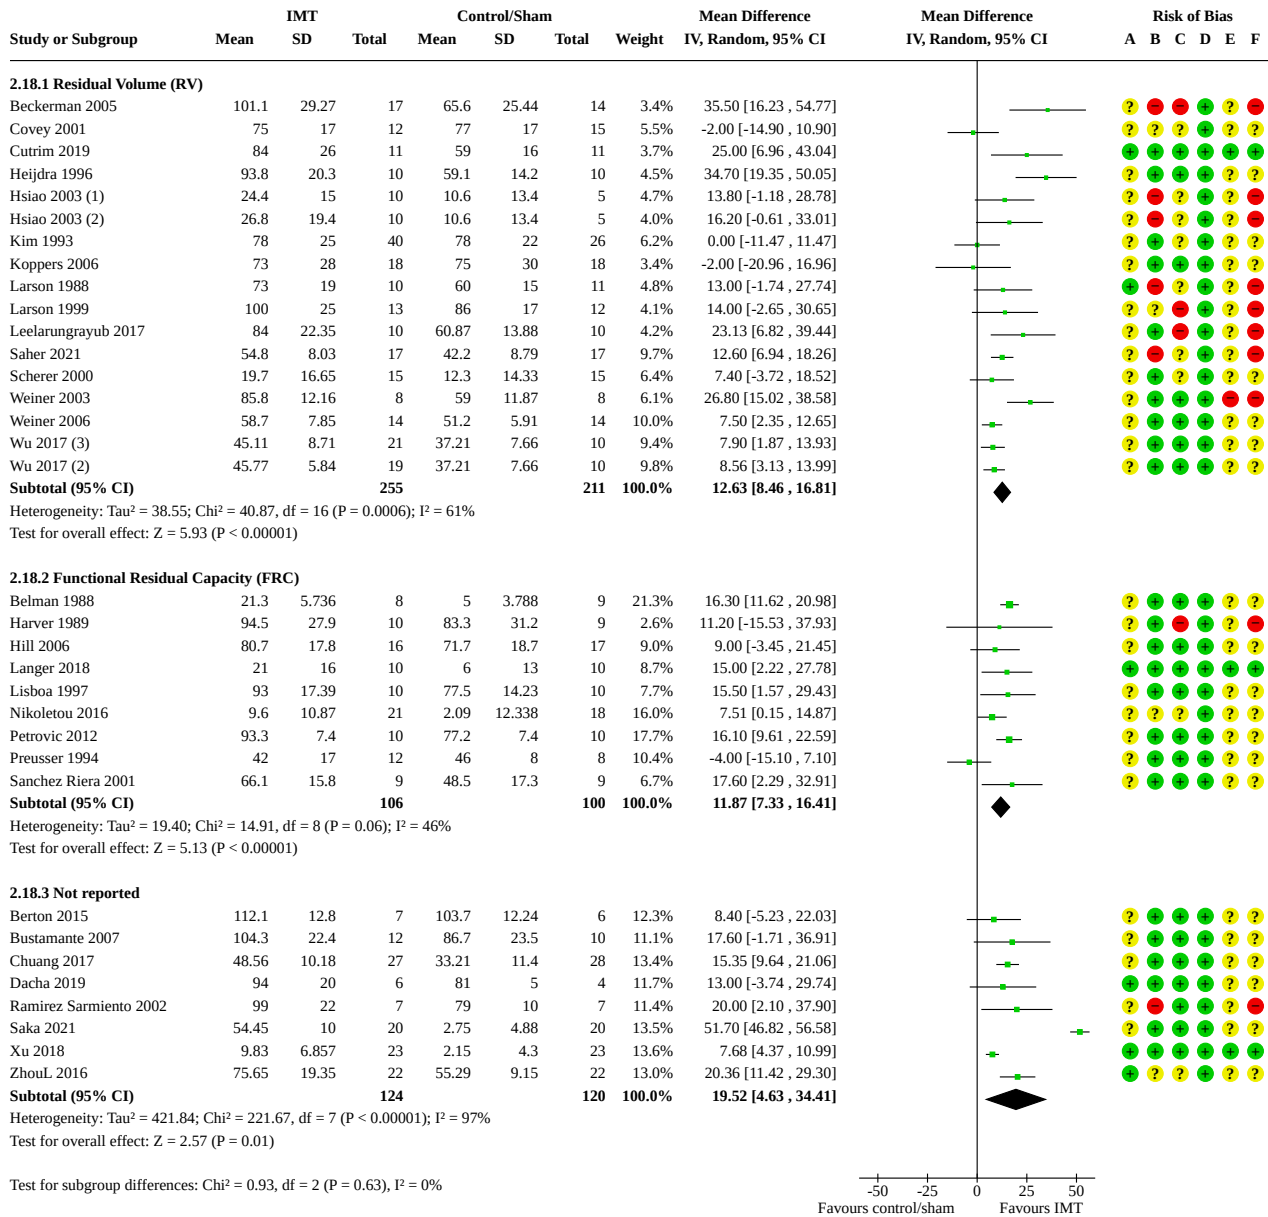 IMT Control/Sham Mean Difference Mean Difference Risk of Bias
Study or Subgroup Mean SD Total Mean SD Total Weight IV, Random, 95% CI IV, Random, 95% CI A B C D E F
2.18.1 Residual Volume (RV)
Beckerman 2005 101.1 29.27 17 65.6 25.44 14 3.4% 35.50 [16.23 , 54.77] ? − − + ? −
Covey 2001 75 17 12 77 17 15 5.5% -2.00 [-14.90 , 10.90] ? ? ? + ? ?
Cutrim 2019 84 26 11 59 16 11 3.7% 25.00 [6.96 , 43.04] + + + + + +
Heijdra 1996 93.8 20.3 10 59.1 14.2 10 4.5% 34.70 [19.35 , 50.05] ? + + + ? ?
Hsiao 2003 (1) 24.4 15 10 10.6 13.4 5 4.7% 13.80 [-1.18 , 28.78] ? − ? + ? −
Hsiao 2003 (2) 26.8 19.4 10 10.6 13.4 5 4.0% 16.20 [-0.61 , 33.01] ? − ? + ? −
Kim 1993 78 25 40 78 22 26 6.2% 0.00 [-11.47 , 11.47] ? + ? + ? ?
Koppers 2006 73 28 18 75 30 18 3.4% -2.00 [-20.96 , 16.96] ? + + + ? ?
Larson 1988 73 19 10 60 15 11 4.8% 13.00 [-1.74 , 27.74] + − ? + ? −
Larson 1999 100 25 13 86 17 12 4.1% 14.00 [-2.65 , 30.65] ? ? − + ? −
Leelarungrayub 2017 84 22.35 10 60.87 13.88 10 4.2% 23.13 [6.82 , 39.44] ? + − + ? −
Saher 2021 54.8 8.03 17 42.2 8.79 17 9.7% 12.60 [6.94 , 18.26] ? − ? + ? −
Scherer 2000 19.7 16.65 15 12.3 14.33 15 6.4% 7.40 [-3.72 , 18.52] ? + ? + ? ?
Weiner 2003 85.8 12.16 8 59 11.87 8 6.1% 26.80 [15.02 , 38.58] ? + + + − −
Weiner 2006 58.7 7.85 14 51.2 5.91 14 10.0% 7.50 [2.35 , 12.65] ? + + + ? ?
Wu 2017 (3) 45.11 8.71 21 37.21 7.66 10 9.4% 7.90 [1.87 , 13.93] ? + + + ? ?
Wu 2017 (2) 45.77 5.84 19 37.21 7.66 10 9.8% 8.56 [3.13 , 13.99] ? + + + ? ?
Subtotal (95% CI) 255 211 100.0% 12.63 [8.46 , 16.81]
Heterogeneity: Tau² = 38.55; Chi² = 40.87, df = 16 (P = 0.0006); I² = 61%
Test for overall effect: Z = 5.93 (P < 0.00001)
2.18.2 Functional Residual Capacity (FRC)
Belman 1988 21.3 5.736 8 5 3.788 9 21.3% 16.30 [11.62 , 20.98] ? + + + ? ?
Harver 1989 94.5 27.9 10 83.3 31.2 9 2.6% 11.20 [-15.53 , 37.93] ? + − + ? −
Hill 2006 80.7 17.8 16 71.7 18.7 17 9.0% 9.00 [-3.45 , 21.45] ? + + + ? ?
Langer 2018 21 16 10 6 13 10 8.7% 15.00 [2.22 , 27.78] + + + + + +
Lisboa 1997 93 17.39 10 77.5 14.23 10 7.7% 15.50 [1.57 , 29.43] ? + + + ? ?
Nikoletou 2016 9.6 10.87 21 2.09 12.338 18 16.0% 7.51 [0.15 , 14.87] ? ? ? + ? ?
Petrovic 2012 93.3 7.4 10 77.2 7.4 10 17.7% 16.10 [9.61 , 22.59] ? + + + ? ?
Preusser 1994 42 17 12 46 8 8 10.4% -4.00 [-15.10 , 7.10] ? + + + ? ?
Sanchez Riera 2001 66.1 15.8 9 48.5 17.3 9 6.7% 17.60 [2.29 , 32.91] ? + + + ? ?
Subtotal (95% CI) 106 100 100.0% 11.87 [7.33 , 16.41]
Heterogeneity: Tau² = 19.40; Chi² = 14.91, df = 8 (P = 0.06); I² = 46%
Test for overall effect: Z = 5.13 (P < 0.00001)
2.18.3 Not reported
Berton 2015 112.1 12.8 7 103.7 12.24 6 12.3% 8.40 [-5.23 , 22.03] ? + + + ? ?
Bustamante 2007 104.3 22.4 12 86.7 23.5 10 11.1% 17.60 [-1.71 , 36.91] ? + + + ? ?
Chuang 2017 48.56 10.18 27 33.21 11.4 28 13.4% 15.35 [9.64 , 21.06] ? + + + ? ?
Dacha 2019 94 20 6 81 5 4 11.7% 13.00 [-3.74 , 29.74] + + + + ? ?
Ramirez Sarmiento 2002 99 22 7 79 10 7 11.4% 20.00 [2.10 , 37.90] ? − + + ? −
Saka 2021 54.45 10 20 2.75 4.88 20 13.5% 51.70 [46.82 , 56.58] ? + + + ? ?
Xu 2018 9.83 6.857 23 2.15 4.3 23 13.6% 7.68 [4.37 , 10.99] + + + + + +
ZhouL 2016 75.65 19.35 22 55.29 9.15 22 13.0% 20.36 [11.42 , 29.30] + ? ? + ? ?
Subtotal (95% CI) 124 120 100.0% 19.52 [4.63 , 34.41]
Heterogeneity: Tau² = 421.84; Chi² = 221.67, df = 7 (P < 0.00001); I² = 97%
Test for overall effect: Z = 2.57 (P = 0.01)
Test for subgroup differences: Chi² = 0.93, df = 2 (P = 0.63), I² = 0%
-50 -25 0 25 50
Favours control/sham Favours IMT